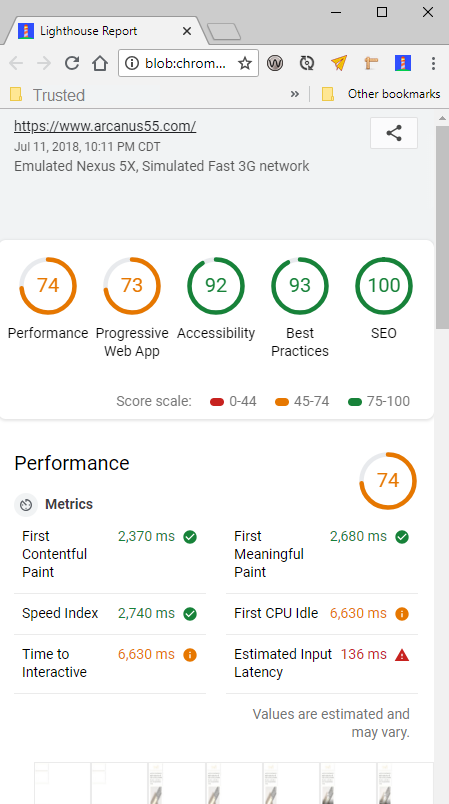 Lighthouse Report
blob:chrom...
Trusted
»
Other bookmarks
https://www.arcanus55.com/
Jul 11, 2018, 10:11 PM CDT
Emulated Nexus 5X, Simulated Fast 3G network
74 73 92 93 100
Performance Progressive Web App Accessibility Best Practices SEO
Score scale: 0-44 45-74 75-100
Performance
74
Metrics
First Contentful Paint 2,370 ms
First Meaningful Paint 2,680 ms
Speed Index 2,740 ms
First CPU Idle 6,630 ms
Time to Interactive 6,630 ms
Estimated Input Latency 136 ms
Values are estimated and
may vary.